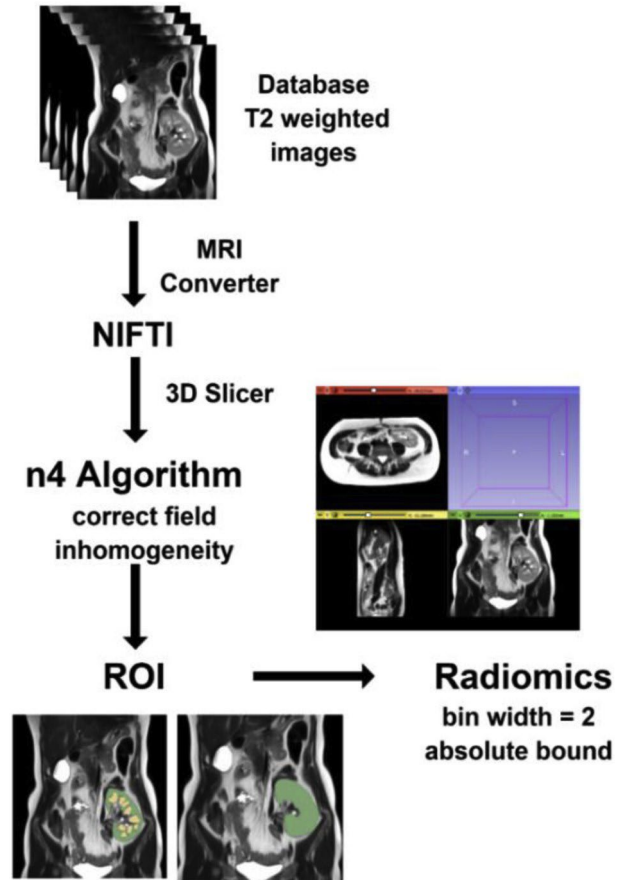 Database
T2 weighted
images
MRI
Converter
NIFTI
3D Slicer
n4 Algorithm
correct field
inhomogeneity
ROI
Radiomics
bin width = 2
absolute bound